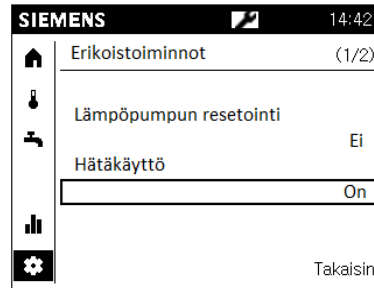 SIEMENS 14:42
Erikoistoiminnot (1/2)
Lämpöpumpun resetointi
Ei
Hätäkäyttö
On
Takaisin